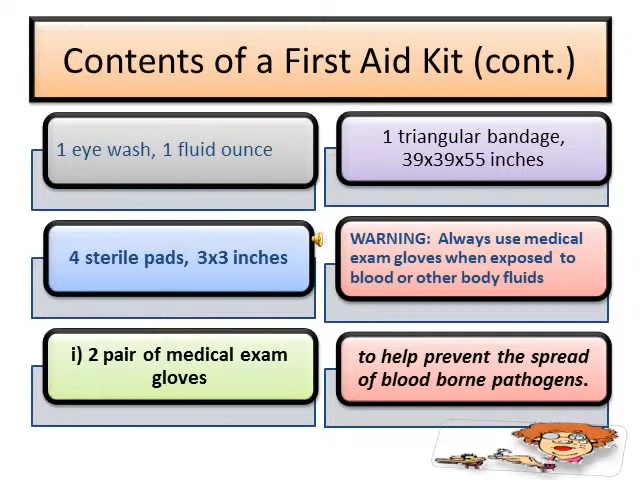 Contents of a First Aid Kit (cont.)
1 eye wash, 1 fluid ounce
1 triangular bandage,
39x39x55 inches
4 sterile pads,  3x3 inches
WARNING:  Always use medical
exam gloves when exposed  to
blood or other body fluids
i) 2 pair of medical exam
gloves
to help prevent the spread
of blood borne pathogens.